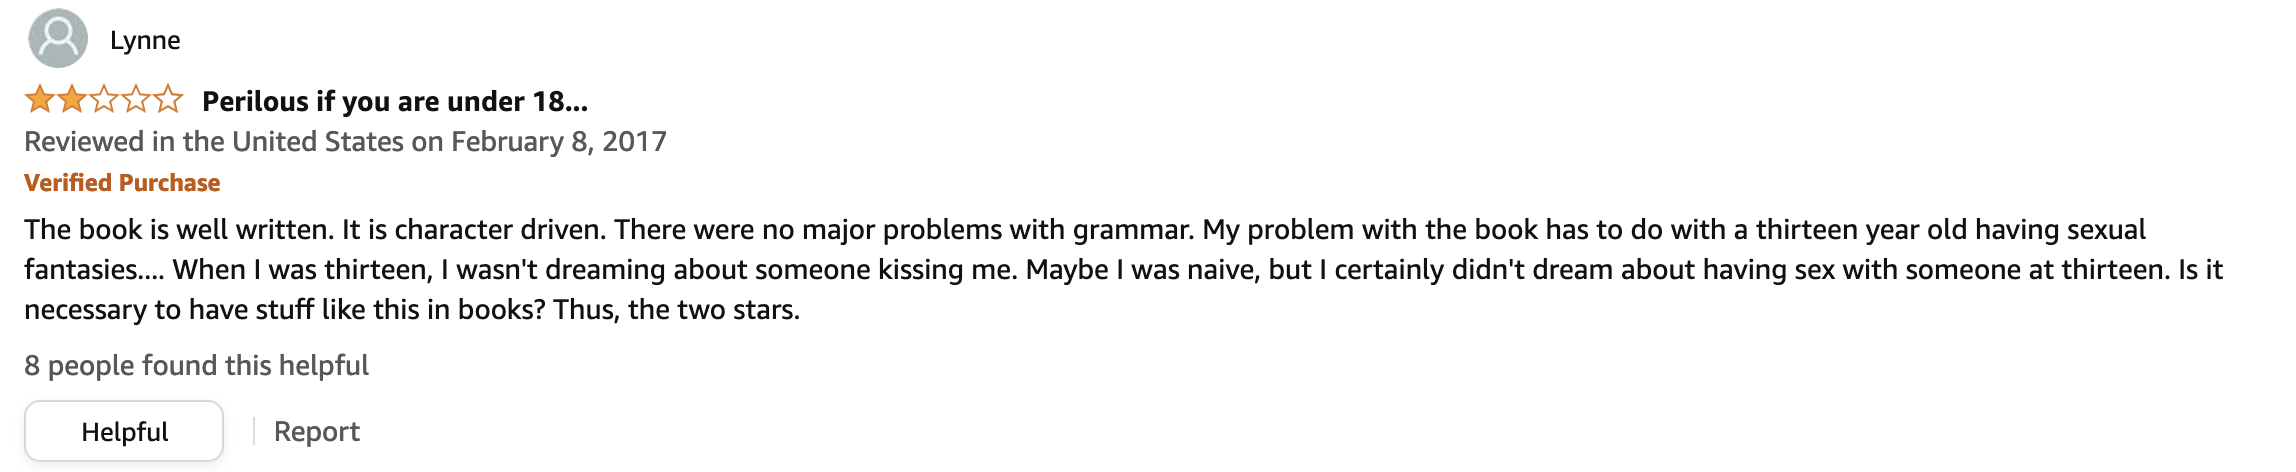 Lynne
Perilous if you are under 18...
Reviewed in the United States on February 8, 2017
Verified Purchase
The book is well written. It is character driven. There were no major problems with grammar. My problem with the book has to do with a thirteen year old having sexual
fantasies.... When I was thirteen, I wasn't dreaming about someone kissing me. Maybe I was naive, but I certainly didn't dream about having sex with someone at thirteen. Is it
necessary to have stuff like this in books? Thus, the two stars.
8 people found this helpful
Helpful
Report